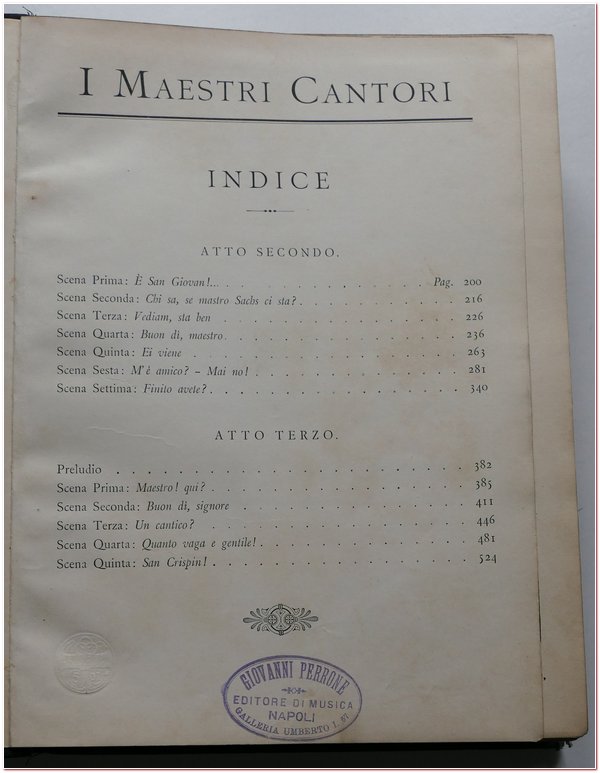 I MAESTRI CANTORI
INDICE
ATTO SECONDO.
Scena Prima: È San Giovan!... . . . . . . . . . . . . Pag. 200
Scena Seconda: Chi sa, se mastro Sachs ci sta? . . . . . . . . . 216
Scena Terza: Vediam, sta ben . . . . . . . . . . . . . 226
Scena Quarta: Buon dì, maestro . . . . . . . . . . . . . 236
Scena Quinta: Ei viene . . . . . . . . . . . . . . . 263
Scena Sesta: M'è amico? – Mai no! . . . . . . . . . . . . 281
Scena Settima: Finito avete? . . . . . . . . . . . . . . 340
ATTO TERZO.
Preludio . . . . . . . . . . . . . . . . . . 382
Scena Prima: Maestro! qui? . . . . . . . . . . . . . . 385
Scena Seconda: Buon dì, signore . . . . . . . . . . . . 411
Scena Terza: Un cantico? . . . . . . . . . . . . . . 446
Scena Quarta: Quanto vaga e gentile! . . . . . . . . . . . 481
Scena Quinta: San Crispin! . . . . . . . . . . . . . . 524
GIOVANNI PERRONE
EDITORE DI MUSICA
NAPOLI
GALLERIA UMBERTO I.